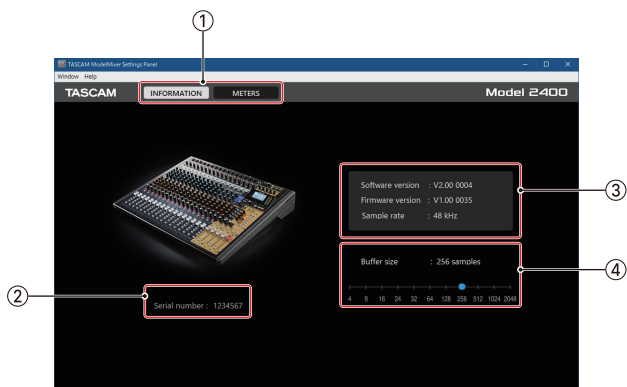 ①
TASCAM ModelMixer Settings Panel
Window Help
TASCAM INFORMATION METERS Model 2400
Software version : V2.00 0004
Firmware version : V1.00 0035
Sample rate : 48 kHz
③
Buffer size : 256 samples
④
4 8 16 24 32 64 128 256 512 1024 2048
②
Serial number : 1234567